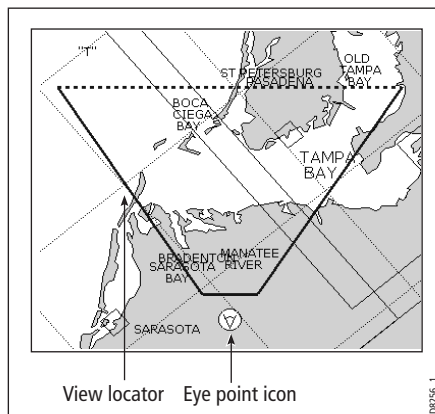 "T"
OLD
TAMPA
BAY
ST PETERSBURG
PASADENA
BOCA
CIEGA
BAY
TAMPA
BAY
MANATEE
RIVER
BRADENTON
SARASOTA
BAY
SARASOTA
View locator
Eye point icon
D8256_1